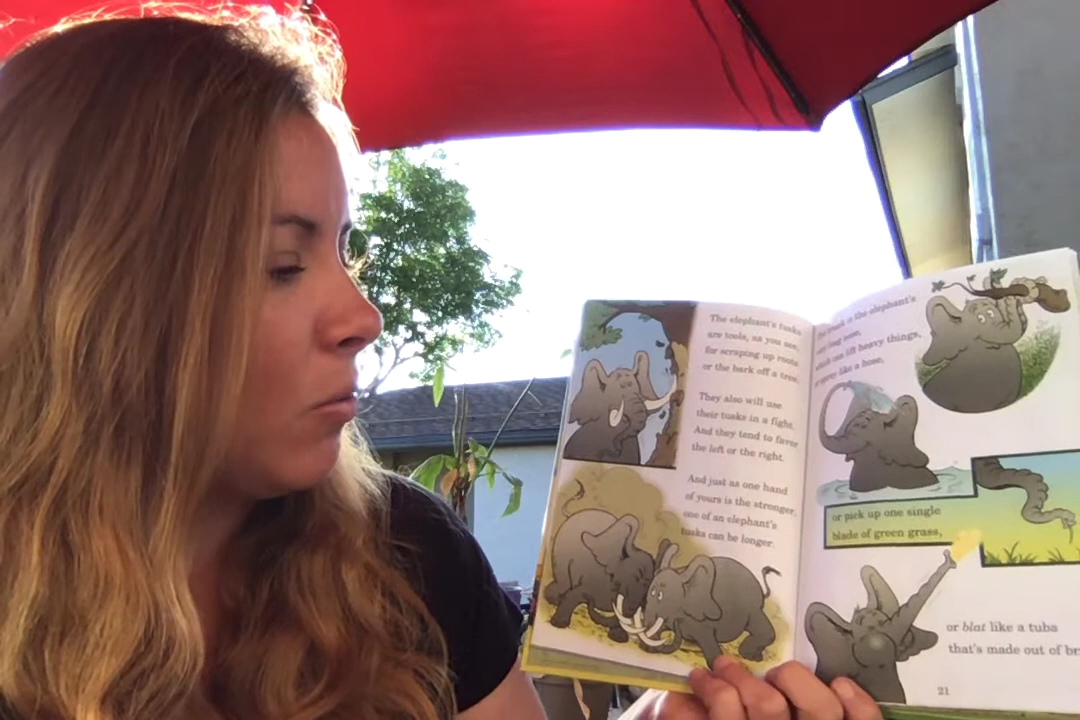 The elephant's tusks
are tools, as you see,
for scraping up roots
or the bark off a tree.
They also will use
their tusks in a fight.
And they tend to favor
the left or the right.
And just as one hand
of yours is the stronger,
one of an elephant's
tusks can be longer.
trunk is the elephant's
very long nose,
which can lift heavy things,
or spray like a hose,
or pick up one single
blade of green grass,
or blat like a tuba
that's made out of br
21